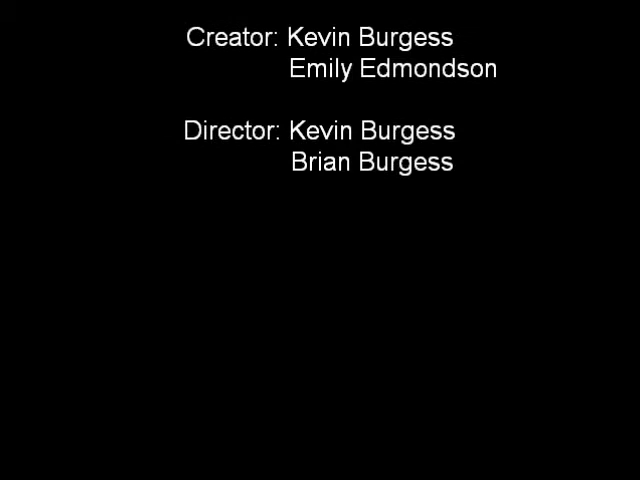 Creator: Kevin Burgess
Emily Edmondson
Director: Kevin Burgess
Brian Burgess